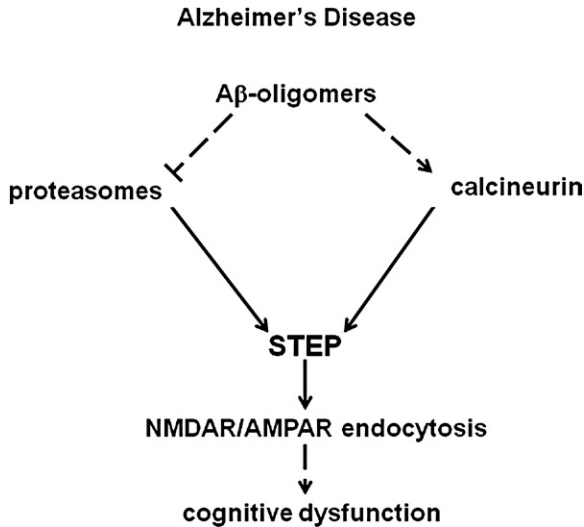 Alzheimer's Disease
Aβ-oligomers
proteasomes
calcineurin
STEP
NMDAR/AMPAR endocytosis
cognitive dysfunction